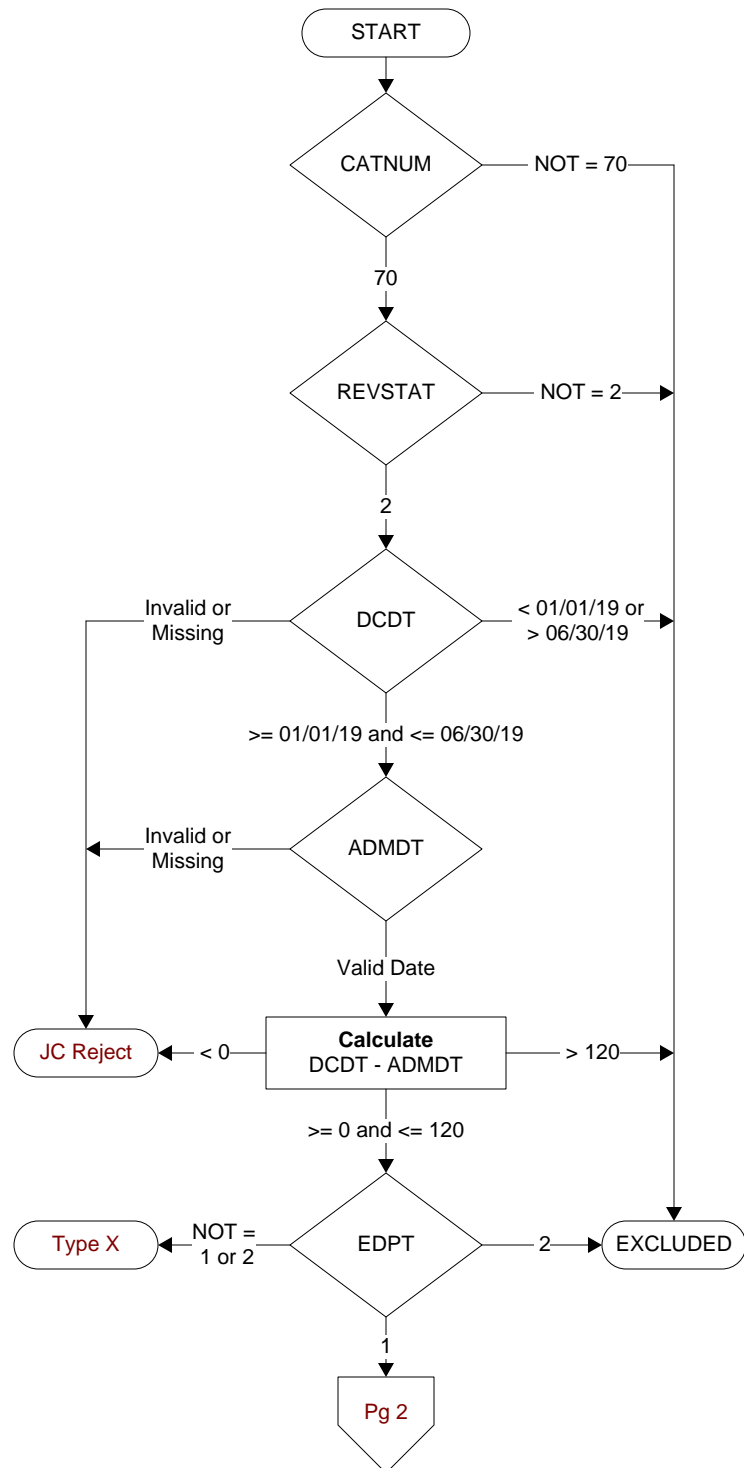 START
CATNUM
NOT = 70
70
REVSTAT
NOT = 2
2
Invalid or
Missing
DCDT
< 01/01/19 or
> 06/30/19
>= 01/01/19 and <= 06/30/19
Invalid or
Missing
ADMDT
Valid Date
JC Reject
< 0
Calculate
DCDT - ADMDT
> 120
>= 0 and <= 120
Type X
NOT =
1 or 2
EDPT
2
EXCLUDED
1
Pg 2